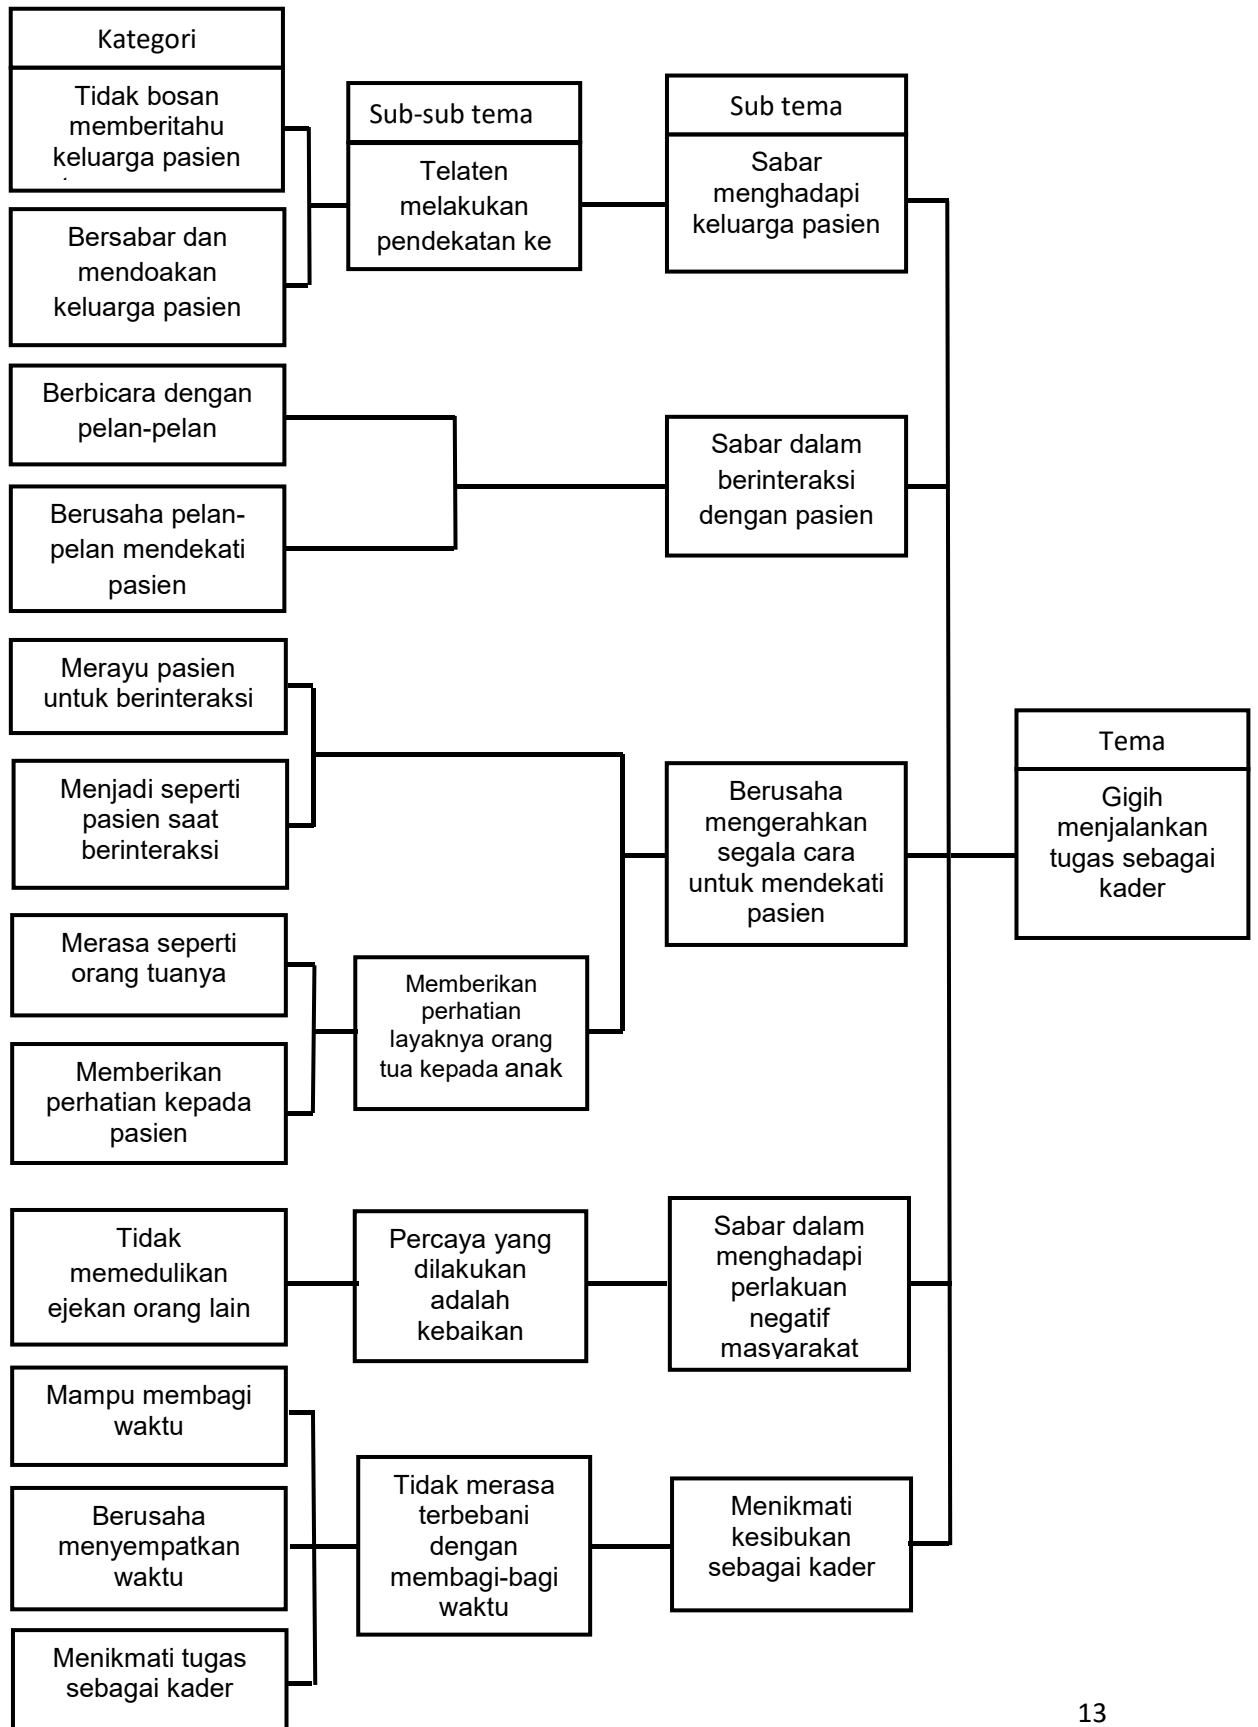 Kategori
Tidak bosan
memberitahu
keluarga pasien
Bersabar dan
mendoakan
keluarga pasien
Berbicara dengan
pelan-pelan
Berusaha pelan-
pelan mendekati
pasien
Merayu pasien
untuk berinteraksi
Menjadi seperti
pasien saat
berinteraksi
Merasa seperti
orang tuanya
Memberikan
perhatian kepada
pasien
Tidak
memedulikan
ejekan orang lain
Mampu membagi
waktu
Berusaha
menyempatkan
waktu
Menikmati tugas
sebagai kader
Sub-sub tema
Telaten
melakukan
pendekatan ke
Memberikan
perhatian
layaknya orang
tua kepada anak
Percaya yang
dilakukan
adalah
kebaikan
Tidak merasa
terbebani
dengan
membagi-bagi
waktu
Sub tema
Sabar
menghadapi
keluarga pasien
Sabar dalam
berinteraksi
dengan pasien
Berusaha
mengerahkan
segala cara
untuk mendekati
pasien
Sabar dalam
menghadapi
perlakuan
negatif
masyarakat
Menikmati
kesibukan
sebagai kader
Tema
Gigih
menjalankan
tugas sebagai
kader
13